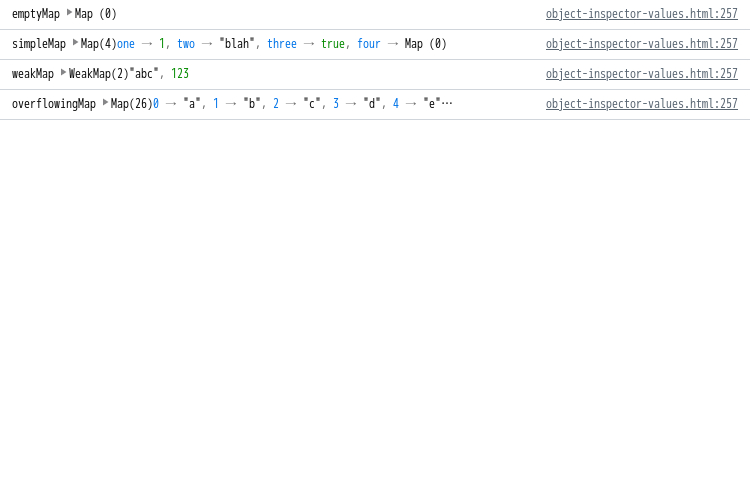 emptyMap ▶Map (0) object-inspector-values.html:257
simpleMap ▶Map(4)one → 1, two → "blah", three → true, four → Map (0) object-inspector-values.html:257
weakMap ▶WeakMap(2)"abc", 123 object-inspector-values.html:257
overflowingMap ▶Map(26)0 → "a", 1 → "b", 2 → "c", 3 → "d", 4 → "e"… object-inspector-values.html:257